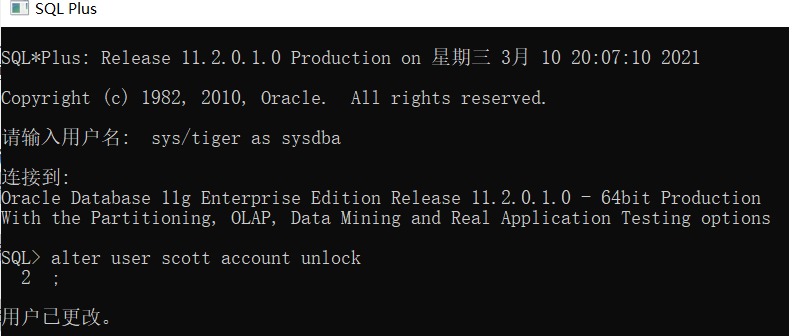 SQL Plus
SQL*Plus: Release 11.2.0.1.0 Production on 星期三 3月 10 20:07:10 2021
Copyright (c) 1982, 2010, Oracle.  All rights reserved.
请输入用户名:  sys/tiger as sysdba
连接到:
Oracle Database 11g Enterprise Edition Release 11.2.0.1.0 - 64bit Production
With the Partitioning, OLAP, Data Mining and Real Application Testing options
SQL> alter user scott account unlock
  2  ;
用户已更改。